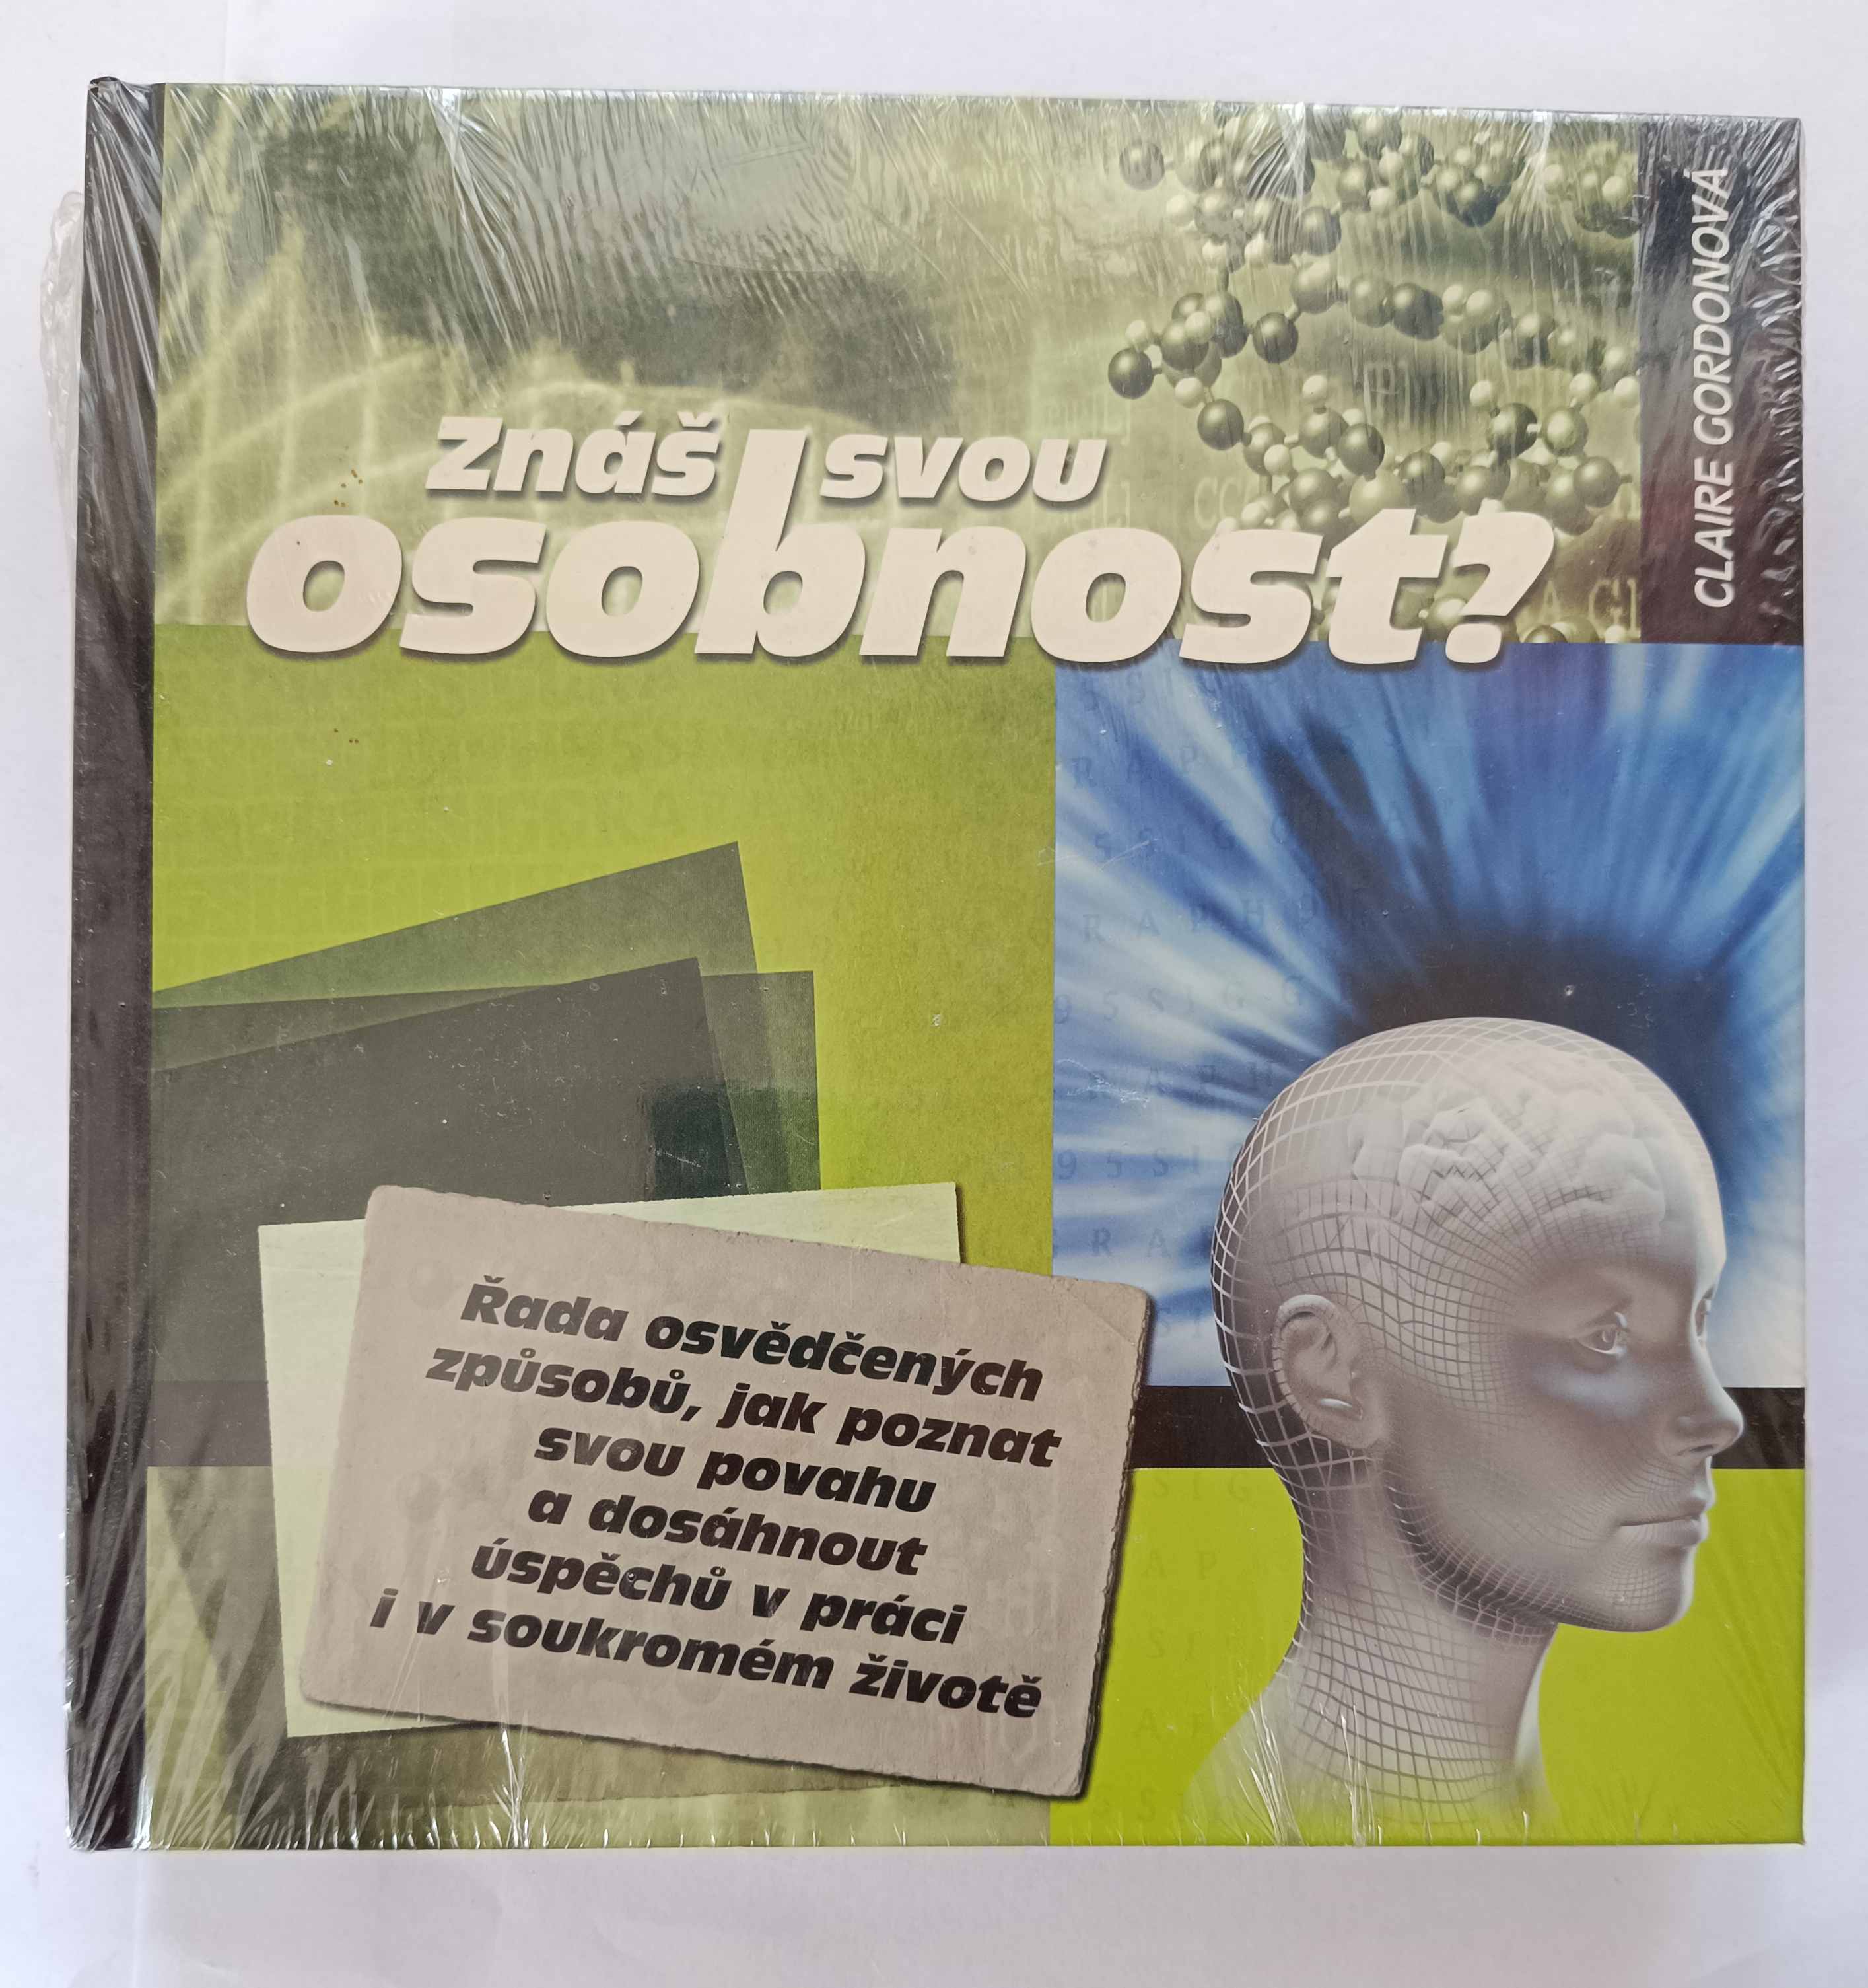 Znáš svou
osobnost?
CLAIRE GORDONOVÁ
Řada osvědčených
způsobů, jak poznat
svou povahu
a dosáhnout
úspěchů v práci
i v soukromém životě